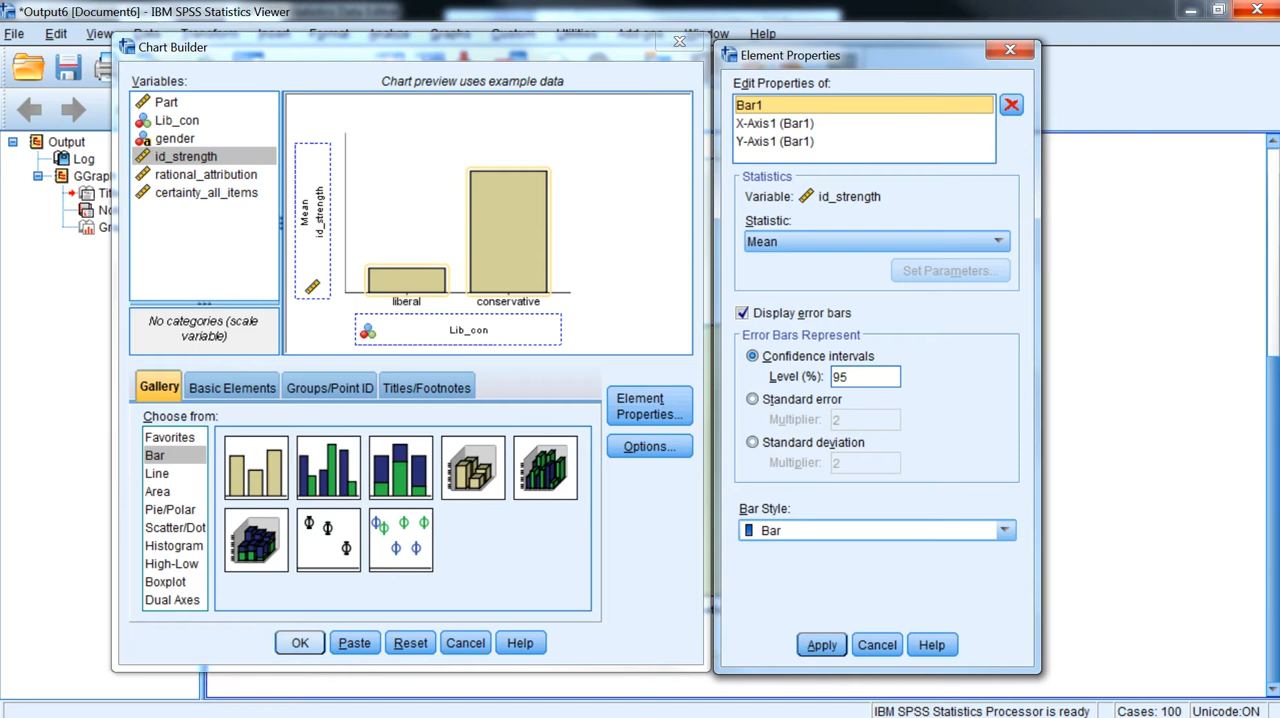 *Output6 [Document6] - IBM SPSS Statistics Viewer
File Edit View
Help
Chart Builder
Variables:
Part
Lib_con
gender
id_strength
rational_attribution
certainty_all_items
No categories (scale
variable)
Chart preview uses example data
Mean
id_strength
liberal conservative
Lib_con
Output
Log
Gallery Basic Elements Groups/Point ID Titles/Footnotes
Choose from:
Favorites
Bar
Line
Area
Pie/Polar
Scatter/Dot
Histogram
High-Low
Boxplot
Dual Axes
Element
Properties...
Options...
OK Paste Reset Cancel Help
Element Properties
Edit Properties of:
Bar1
X-Axis1 (Bar1)
Y-Axis1 (Bar1)
Statistics
Variable: id_strength
Statistic:
Mean
Set Parameters...
Display error bars
Error Bars Represent
Confidence intervals
Level (%): 95
Standard error
Multiplier: 2
Standard deviation
Multiplier: 2
Bar Style:
Bar
Apply Cancel Help
IBM SPSS Statistics Processor is ready Cases: 100 Unicode:ON